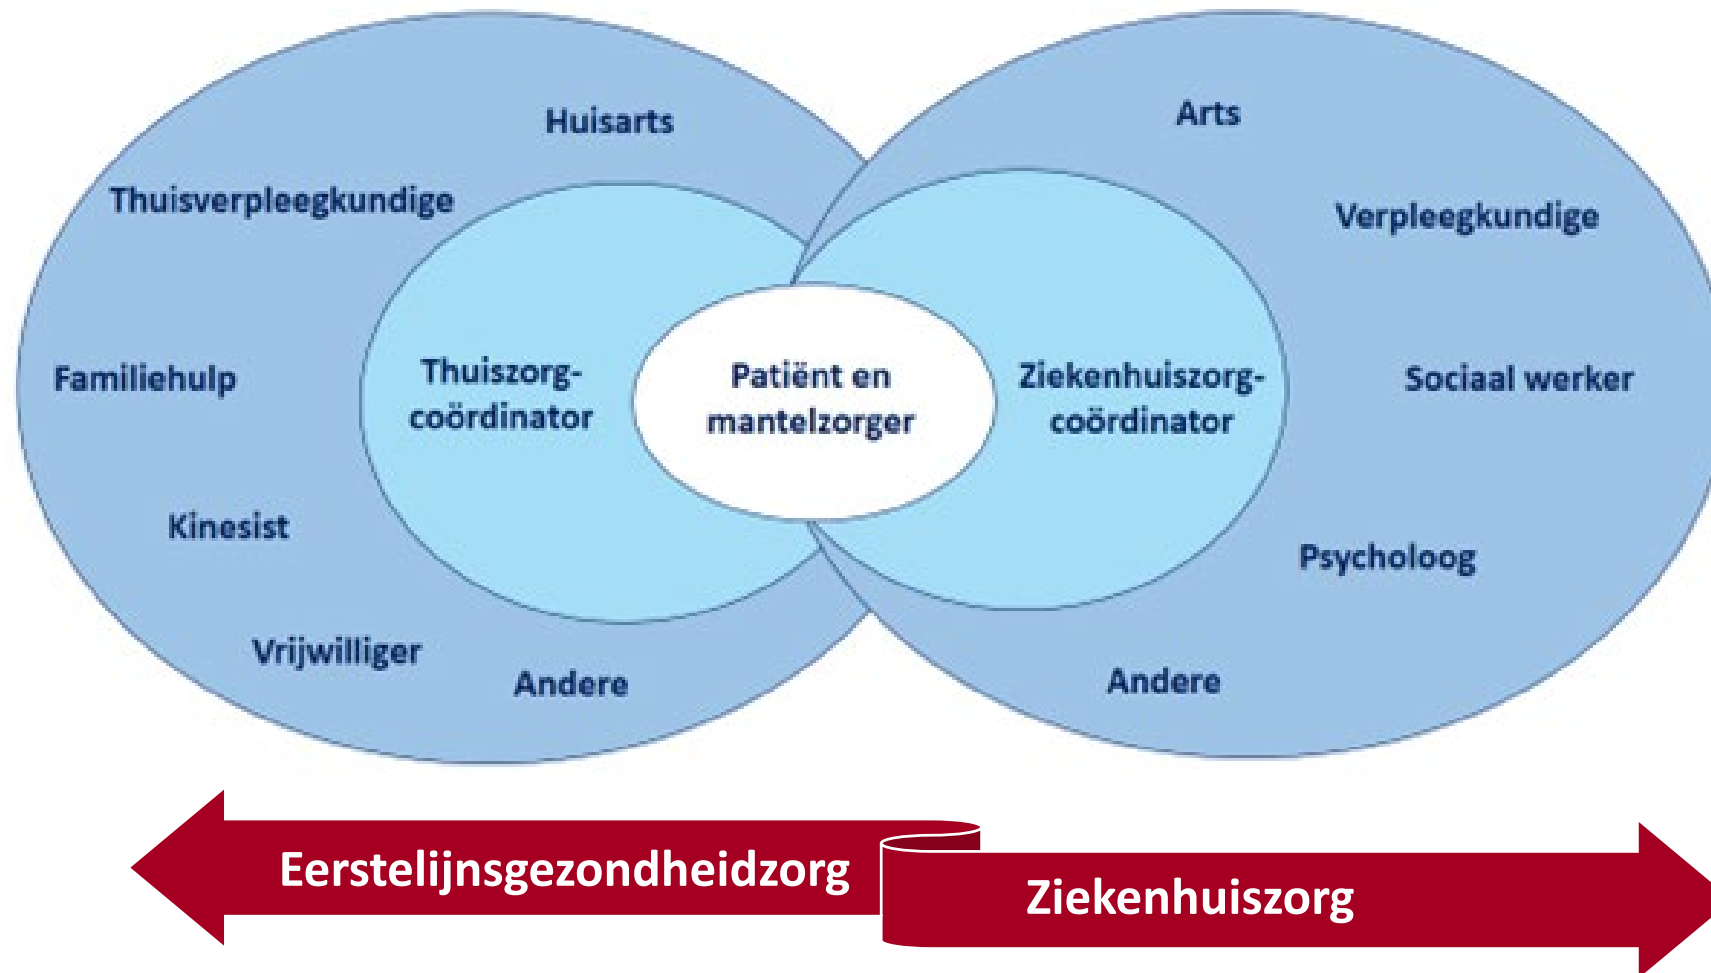 Huisarts
Thuisverpleegkundige
Familiehulp
Kinesist
Vrijwilliger
Andere
Thuiszorg-
coördinator
Patiënt en
mantelzorger
Ziekenhuiszorg-
coördinator
Arts
Verpleegkundige
Sociaal werker
Psycholoog
Andere
Eerstelijnsgezondheidzorg
Ziekenhuiszorg